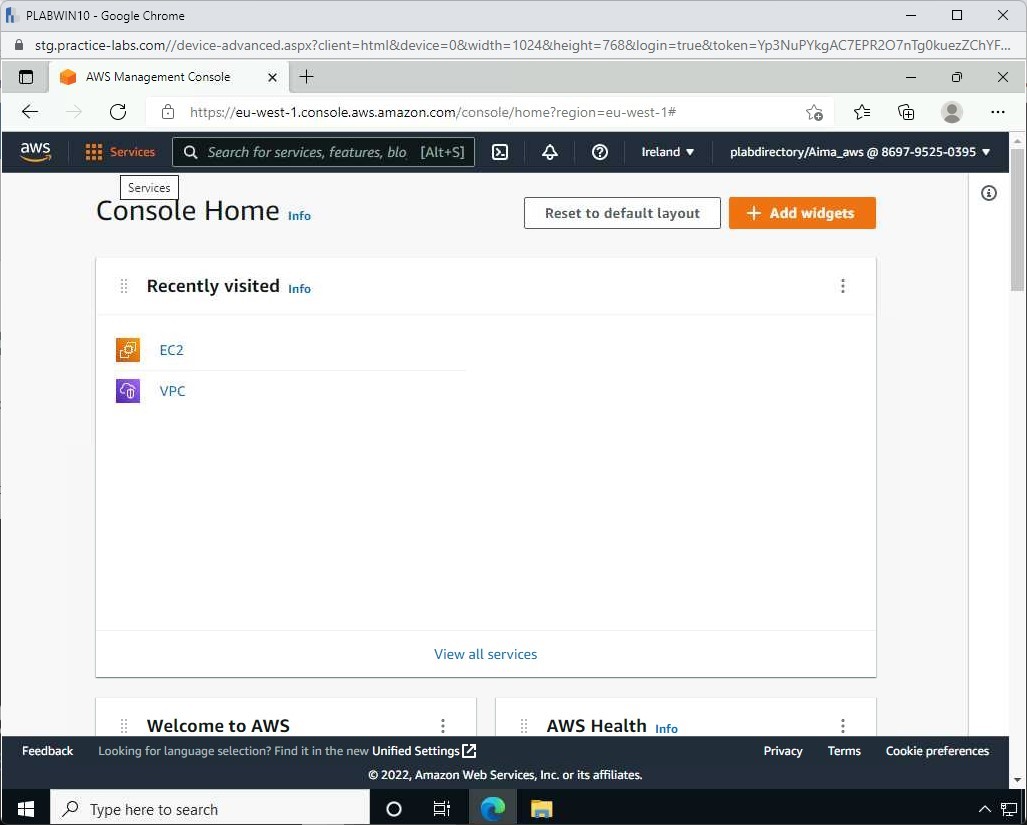 PLABWIN10 - Google Chrome
stg.practice-labs.com//device-advanced.aspx?client=html&device=0&width=1024&height=768&login=true&token=Yp3NuPYkgAC7EPR2O7nTg0kuezZChYF...
AWS Management Console
https://eu-west-1.console.aws.amazon.com/console/home?region=eu-west-1#
aws Services Search for services, features, blo [Alt+S] Ireland plabdirectory/Aima_aws @ 8697-9525-0395
Services
Console Home Info Reset to default layout Add widgets
Recently visited Info
EC2
VPC
View all services
Welcome to AWS AWS Health Info
Feedback Looking for language selection? Find it in the new Unified Settings Privacy Terms Cookie preferences
© 2022, Amazon Web Services, Inc. or its affiliates.
Type here to search